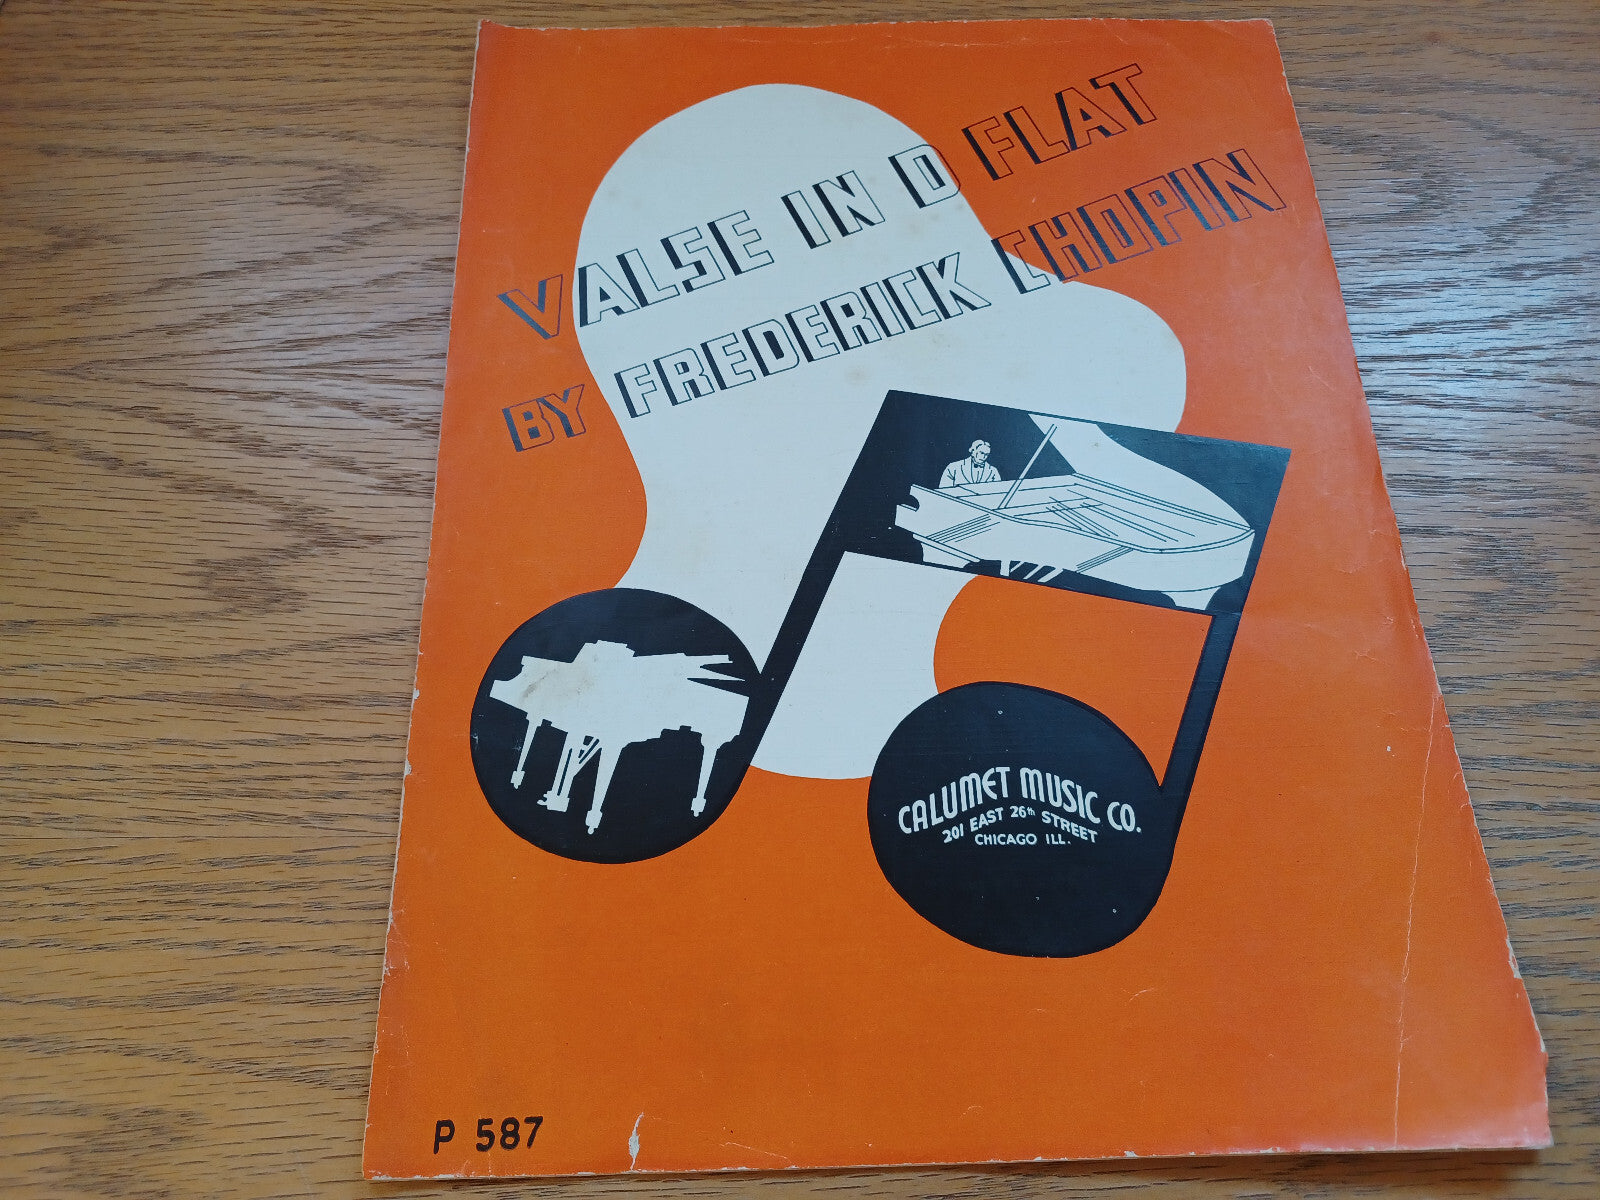 VALSE IN D FLAT
BY FREDERICK CHOPIN
CALUMET MUSIC CO.
201 EAST 26th STREET
CHICAGO ILL.
P 587